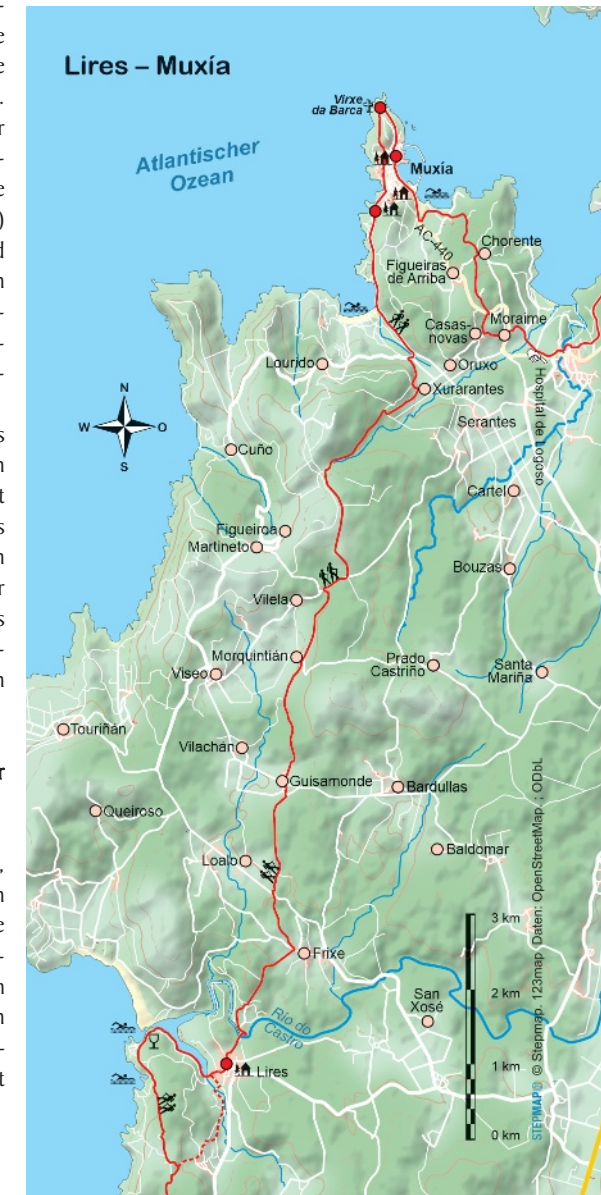 Lires – Muxía
Virxe
da Barca
Atlantischer
Ozean
Muxía
AC-440
Chorente
Figueiras
de Arriba
Casas-
novas
Moraime
Lourido
Oruxo
Xurarantes
Hospital de Logoso
N
W
O
S
Serantes
Cuño
Cartel
Figueiroa
Martineto
Bouzas
Vilela
Morquintián
Prado
Castriño
Santa
Mariña
Viseo
Touriñán
Vilachán
Guisamonde
Bardullas
Queiroso
Baldomar
Loalo
3 km
Frixe
2 km
San
Xosé
Rio do
Castro
1 km
Lires
0 km
STEPMAP © Stepmap, 123map Daten: OpenStreetMap, ; ODbL